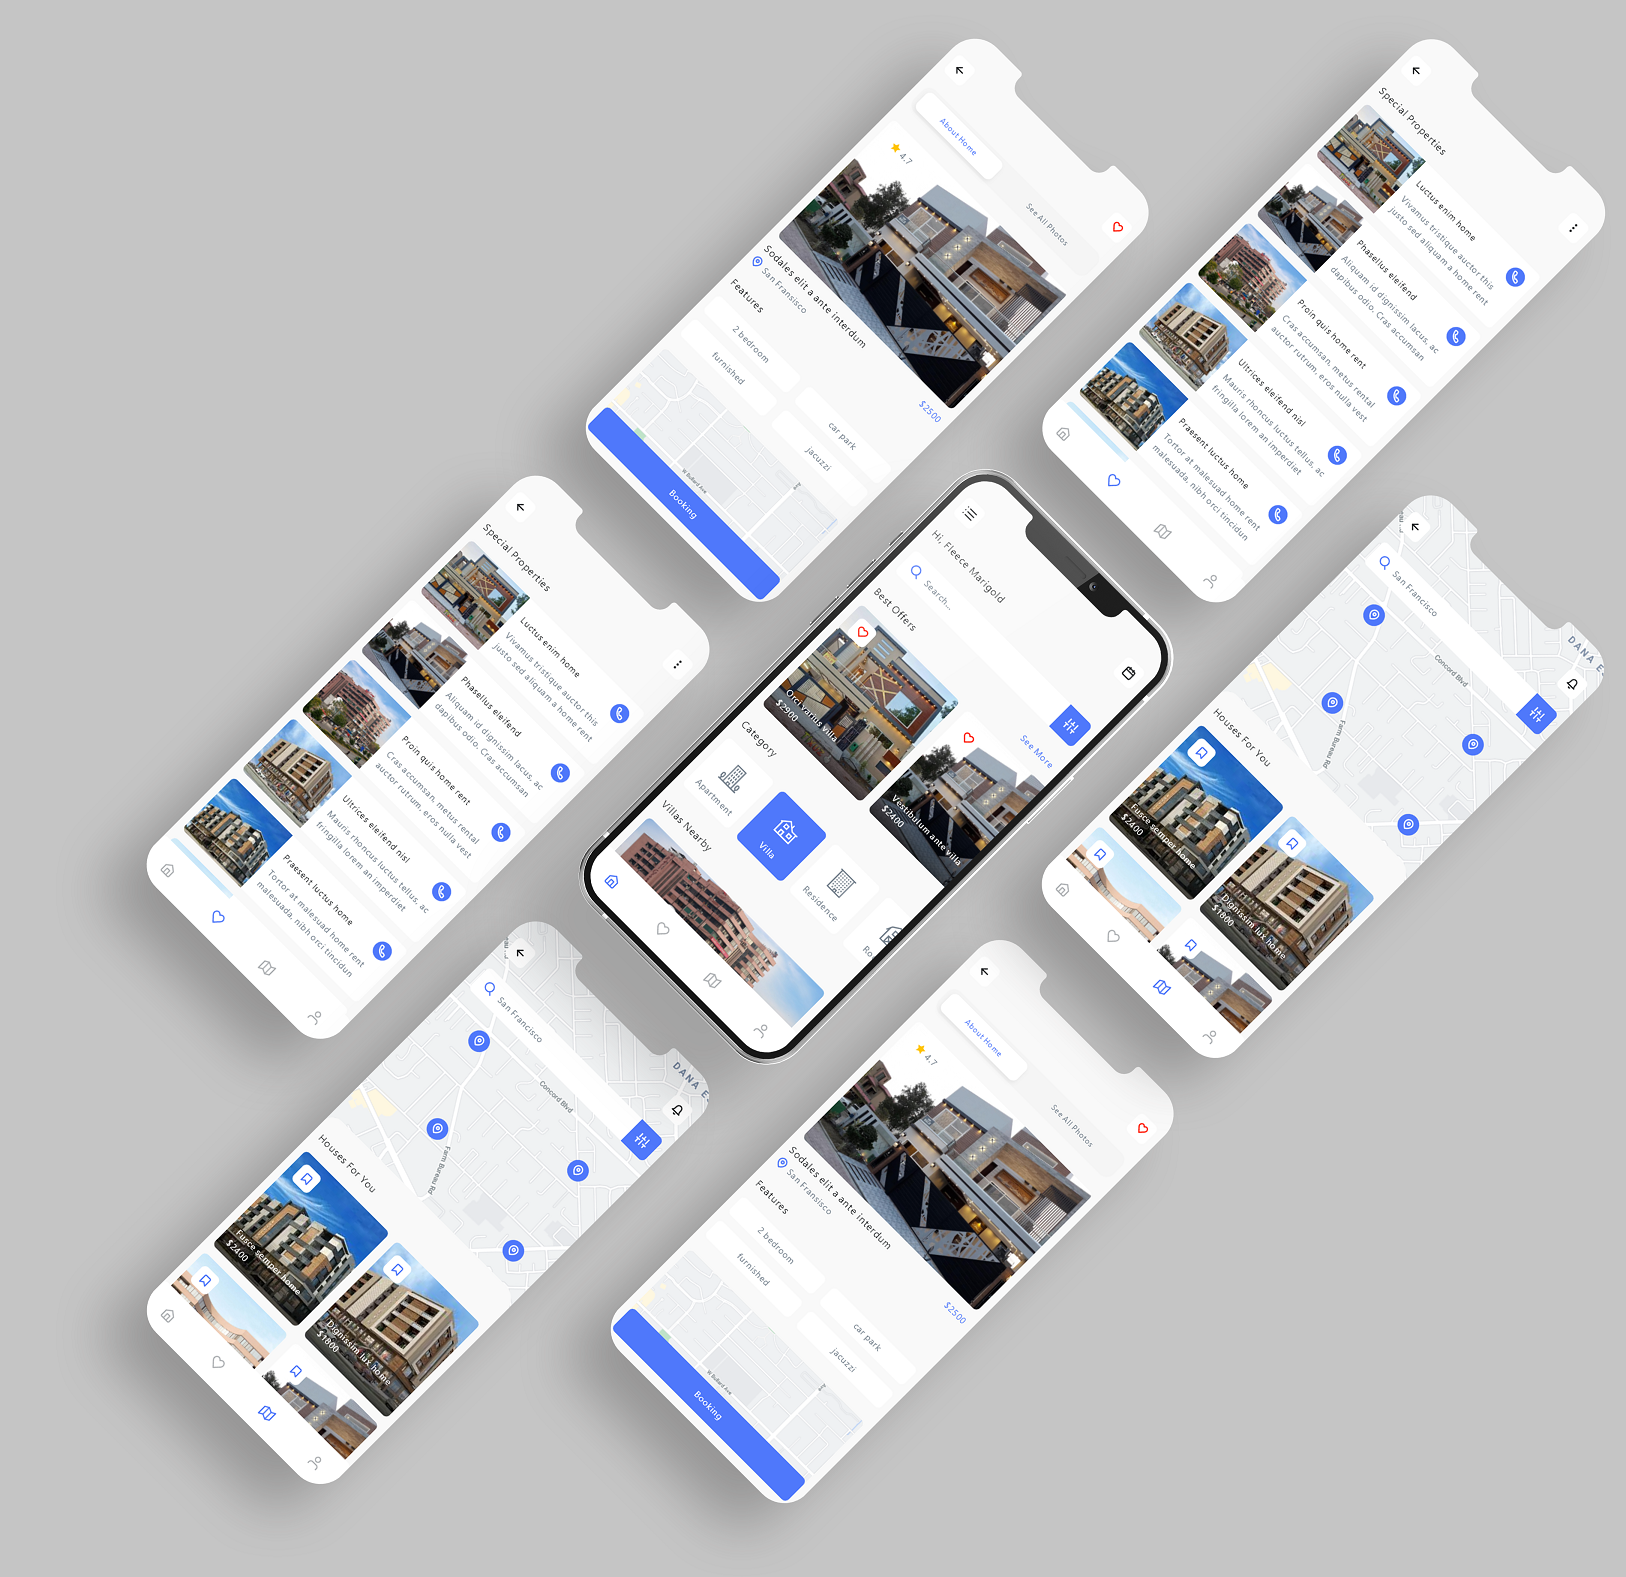 About Home
See All Photos
4.7
Sodales elit a ante interdum
San Fransisco
$2500
Features
2 bedroom
car park
furnished
jacuzzi
W Bullard Ave
Booking
Special Properties
Luctus enim home
Vivamus tristique auctor this
justo sed aliquam a home rent
Phasellus eleifend
Aliquam id dignissim lacus, ac
dapibus odio. Cras accumsan
Proin quis home rent
Cras accumsan, metus rental
auctor rutrum, eros nulla vest
Ultrices eleifend nisl
Mauris rhoncus luctus tellus, ac
fringilla lorem an imperdiet
Praesent luctus home
Tortor at malesuad home rent
malesuada, nibh orci tincidun
Special Properties
Luctus enim home
Vivamus tristique auctor this
justo sed aliquam a home rent
Phasellus eleifend
Aliquam id dignissim lacus, ac
dapibus odio. Cras accumsan
Proin quis home rent
Cras accumsan, metus rental
auctor rutrum, eros nulla vest
Ultrices eleifend nisl
Mauris rhoncus luctus tellus, ac
fringilla lorem an imperdiet
Praesent luctus home
Tortor at malesuad home rent
malesuada, nibh orci tincidun
Hi, Fleece Marigold
Search...
Best Offers
See More
Orci varius villa
$2900
Vestibulum ante villa
$2400
Category
Apartment
Villa
Residence
Ro
Villas Nearby
San Francisco
DANA E
Concord Blvd
Farm Bureau Rd
Houses For You
Fusce semper home
$2400
Dignissim lux home
$1800
San Francisco
DANA E
Concord Blvd
Farm Bureau Rd
Houses For You
Fusce semper home
$2400
Dignissim lux home
$1800
About Home
See All Photos
4.7
Sodales elit a ante interdum
San Fransisco
$2500
Features
2 bedroom
car park
furnished
jacuzzi
W Bullard Ave
Booking